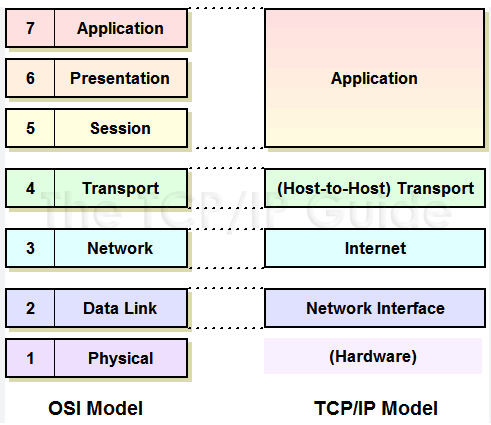 7 Application
6 Presentation
5 Session
Application
4 Transport
(Host-to-Host) Transport
The TCP/IP Guide
3 Network
Internet
2 Data Link
Network Interface
1 Physical
(Hardware)
OSI Model
TCP/IP Model